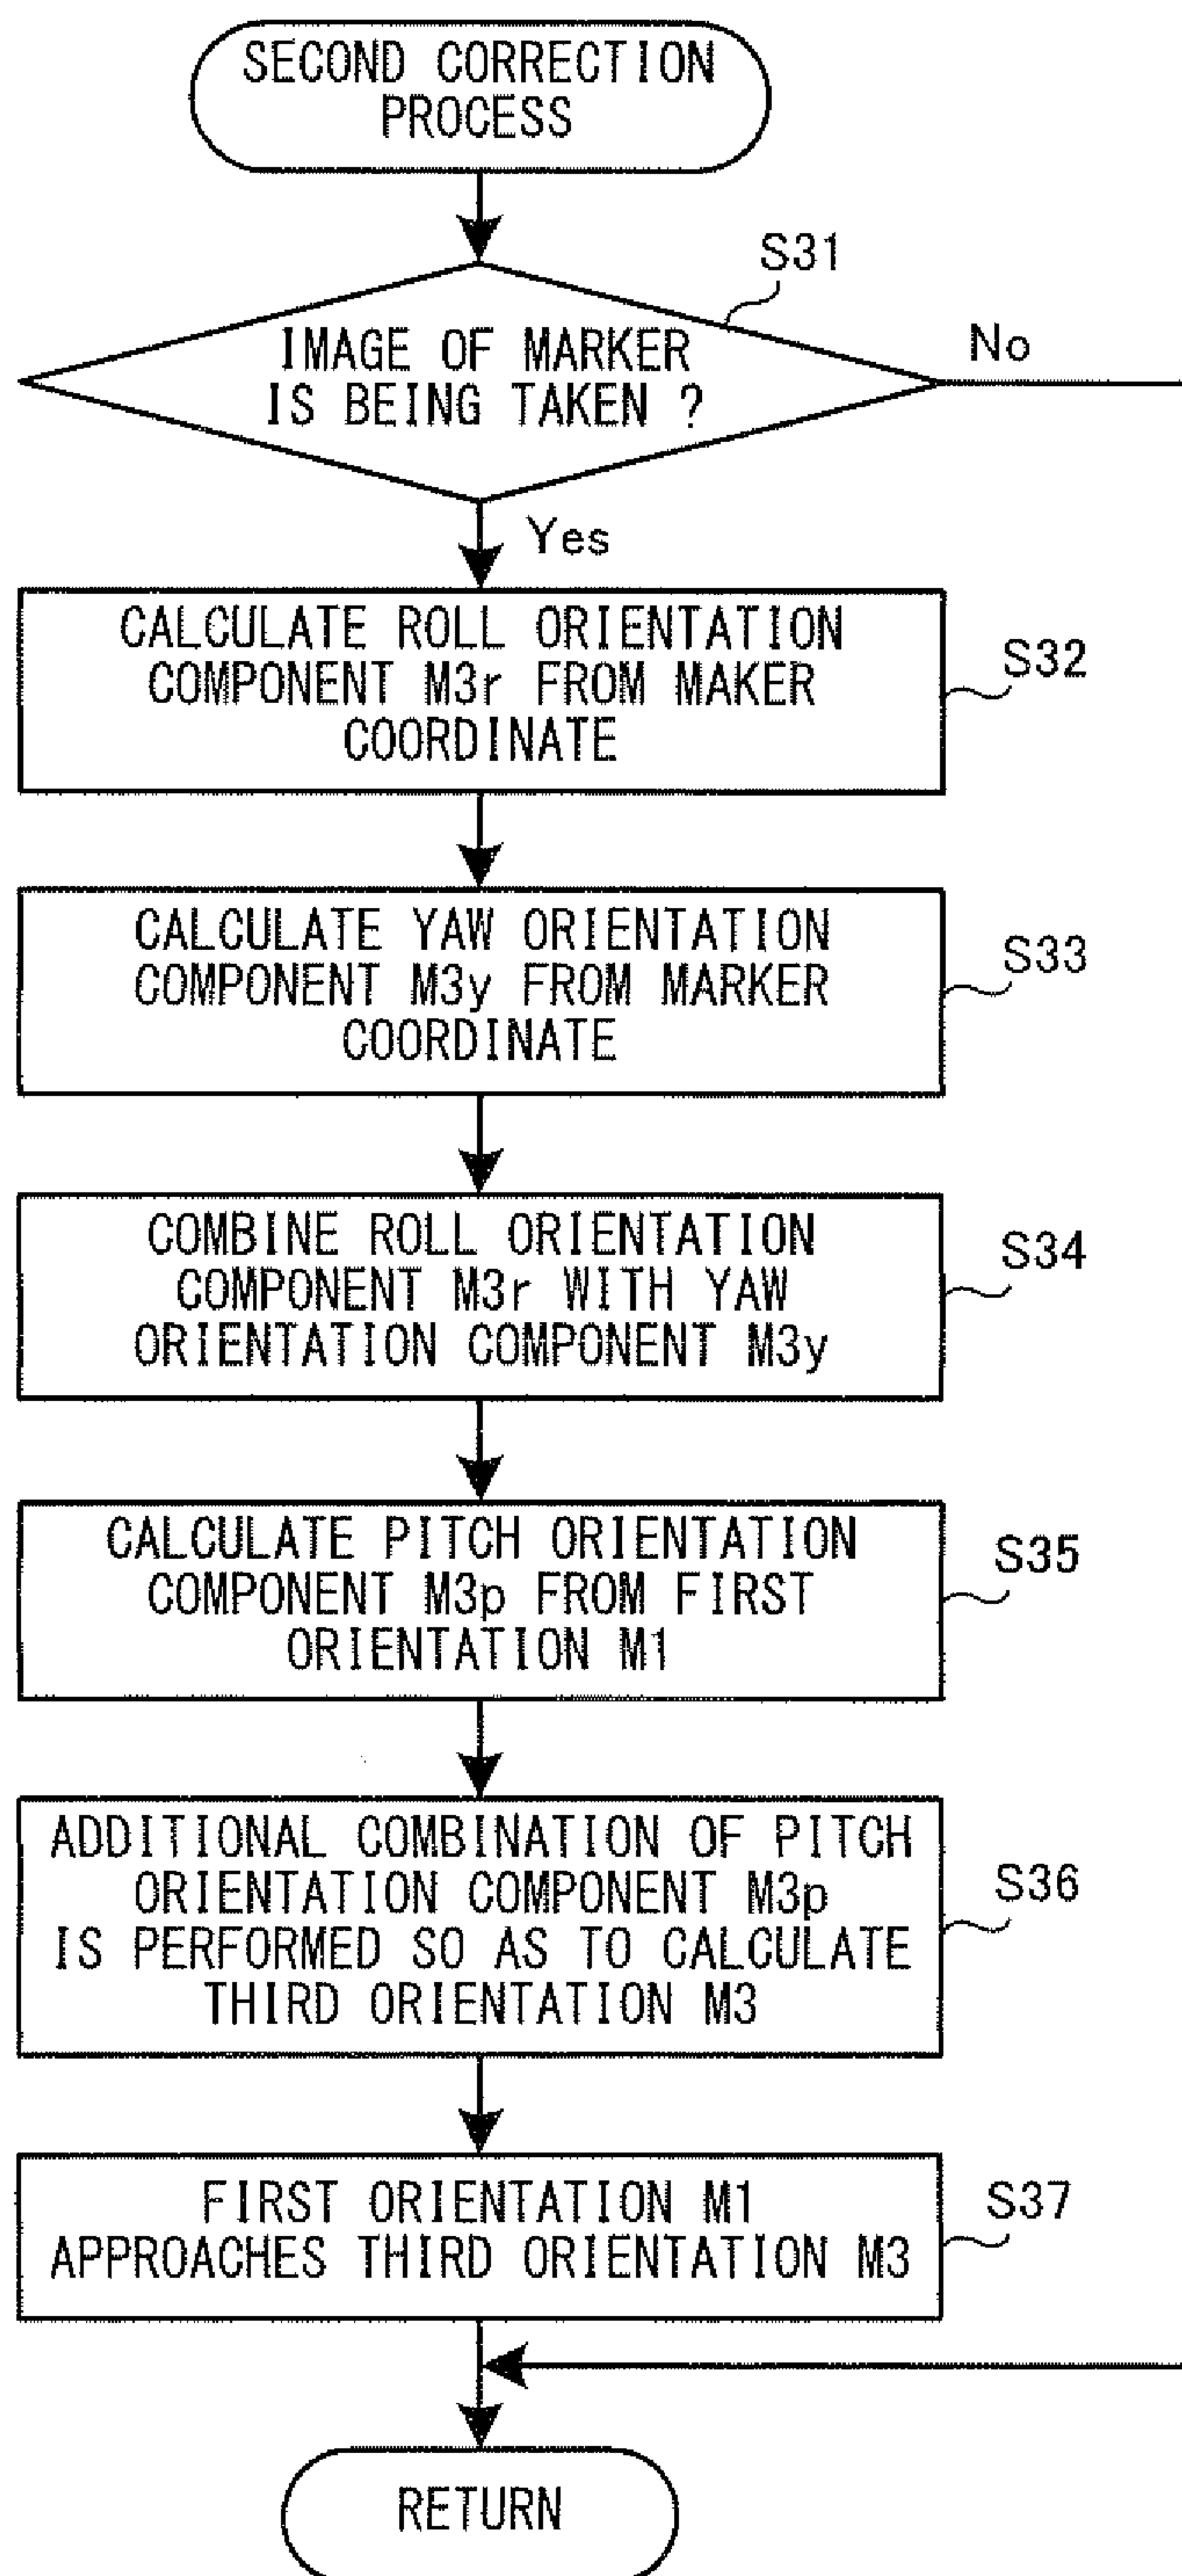 SECOND CORRECTION
PROCESS
S31
IMAGE OF MARKER
IS BEING TAKEN ?
No
Yes
CALCULATE ROLL ORIENTATION
COMPONENT M3r FROM MAKER
COORDINATE
S32
CALCULATE YAW ORIENTATION
COMPONENT M3y FROM MARKER
COORDINATE
S33
COMBINE ROLL ORIENTATION
COMPONENT M3r WITH YAW
ORIENTATION COMPONENT M3y
S34
CALCULATE PITCH ORIENTATION
COMPONENT M3p FROM FIRST
ORIENTATION M1
S35
ADDITIONAL COMBINATION OF PITCH
ORIENTATION COMPONENT M3p
IS PERFORMED SO AS TO CALCULATE
THIRD ORIENTATION M3
S36
FIRST ORIENTATION M1
APPROACHES THIRD ORIENTATION M3
S37
RETURN